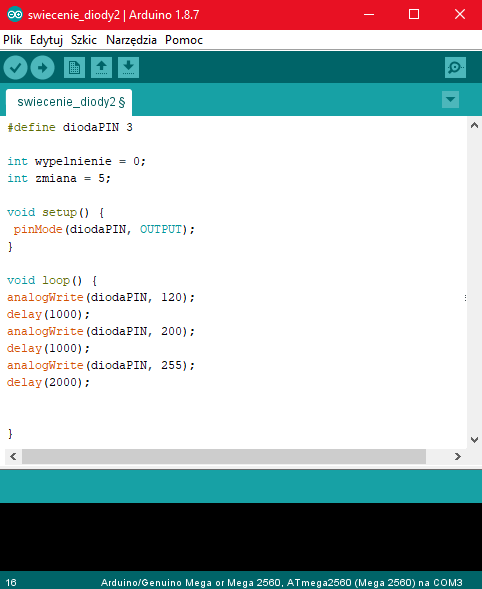 swiecenie_diody2 | Arduino 1.8.7
Plik Edytuj Szkic Narzędzia Pomoc
swiecenie_diody2 §
#define diodaPIN 3
int wypelnienie = 0;
int zmiana = 5;
void setup() {
pinMode(diodaPIN, OUTPUT);
}
void loop() {
analogWrite(diodaPIN, 120);
delay(1000);
analogWrite(diodaPIN, 200);
delay(1000);
analogWrite(diodaPIN, 255);
delay(2000);
}
16 Arduino/Genuino Mega or Mega 2560, ATmega2560 (Mega 2560) na COM3